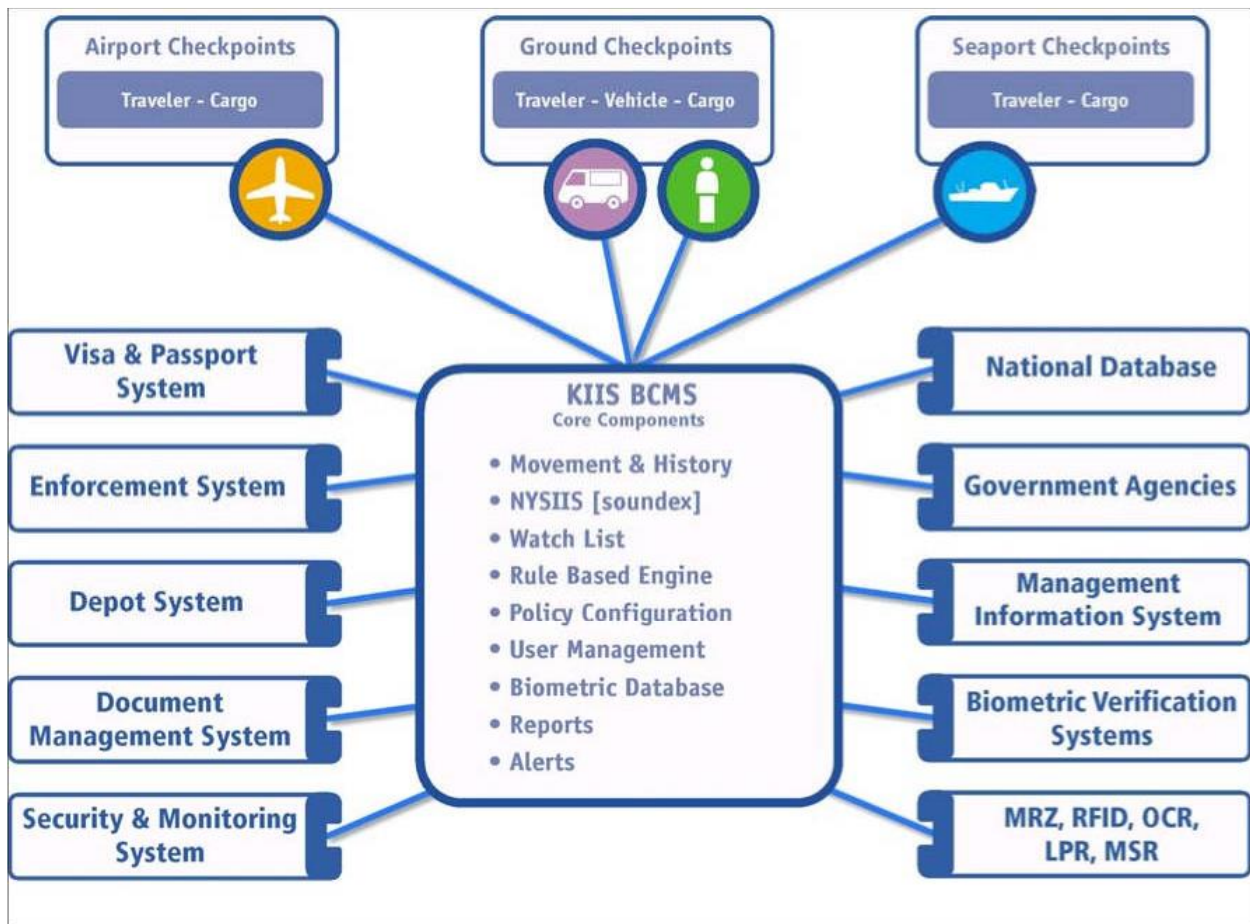 Airport Checkpoints
Traveler - Cargo
Ground Checkpoints
Traveler - Vehicle - Cargo
Seaport Checkpoints
Traveler - Cargo
Visa & Passport
System
Enforcement System
Depot System
Document
Management System
Security & Monitoring
System
KIIS BCMS
Core Components
• Movement & History
• NYSIIS [soundex]
• Watch List
• Rule Based Engine
• Policy Configuration
• User Management
• Biometric Database
• Reports
• Alerts
National Database
Government Agencies
Management
Information System
Biometric Verification
Systems
MRZ, RFID, OCR,
LPR, MSR